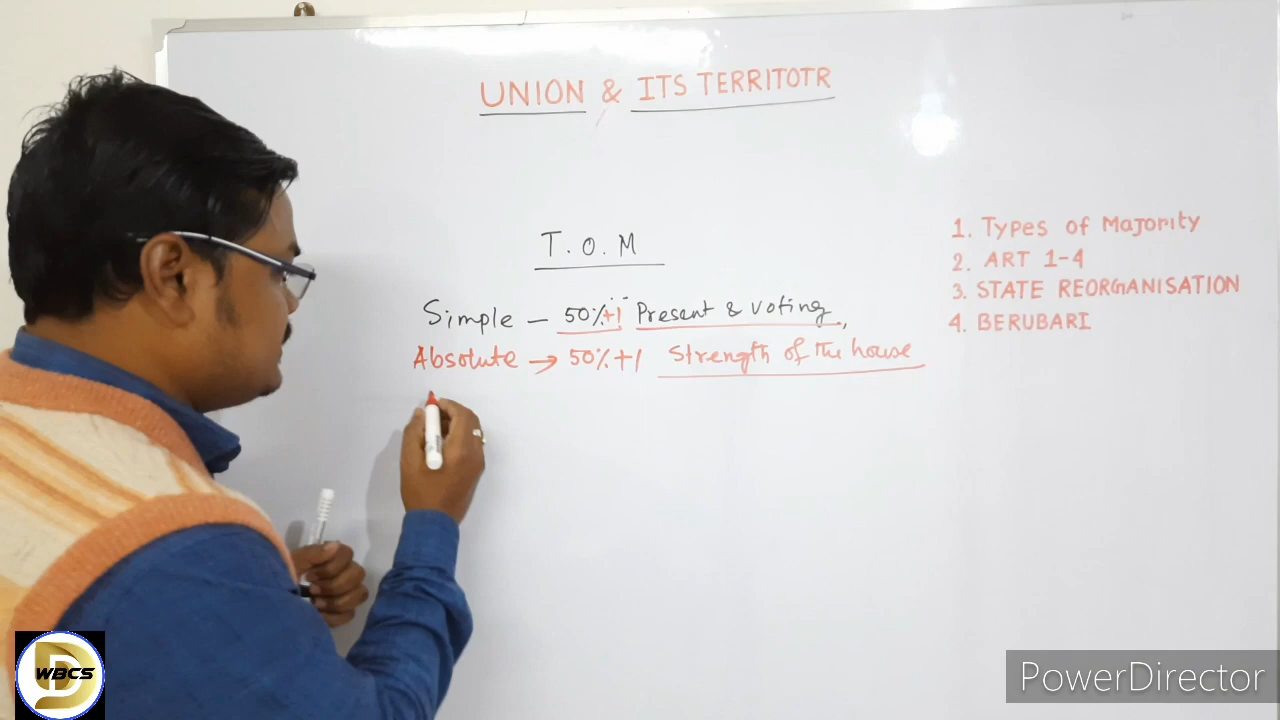 UNION & ITS TERRITOTR
T.O.M
Simple – 50%+1 Present & Voting,
Absolute → 50%+1 Strength of the house
1. Types of Majority
2. ART 1-4
3. STATE REORGANISATION
4. BERUBARI
WBCS
PowerDirector